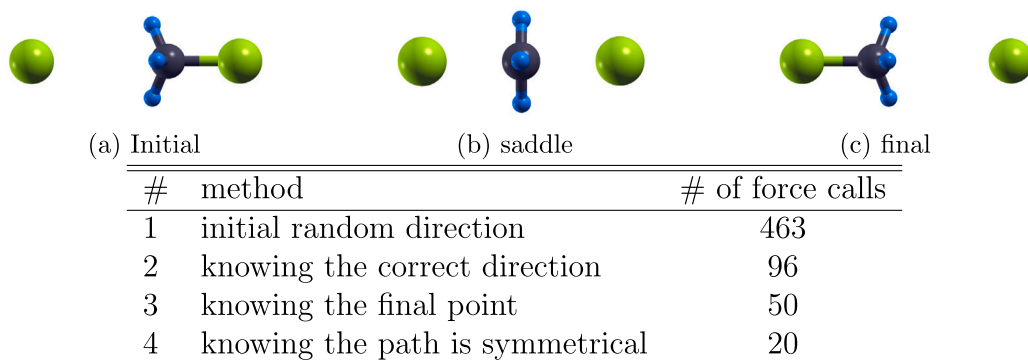 (a) Initial (b) saddle (c) final
# method # of force calls
1 initial random direction 463
2 knowing the correct direction 96
3 knowing the final point 50
4 knowing the path is symmetrical 20